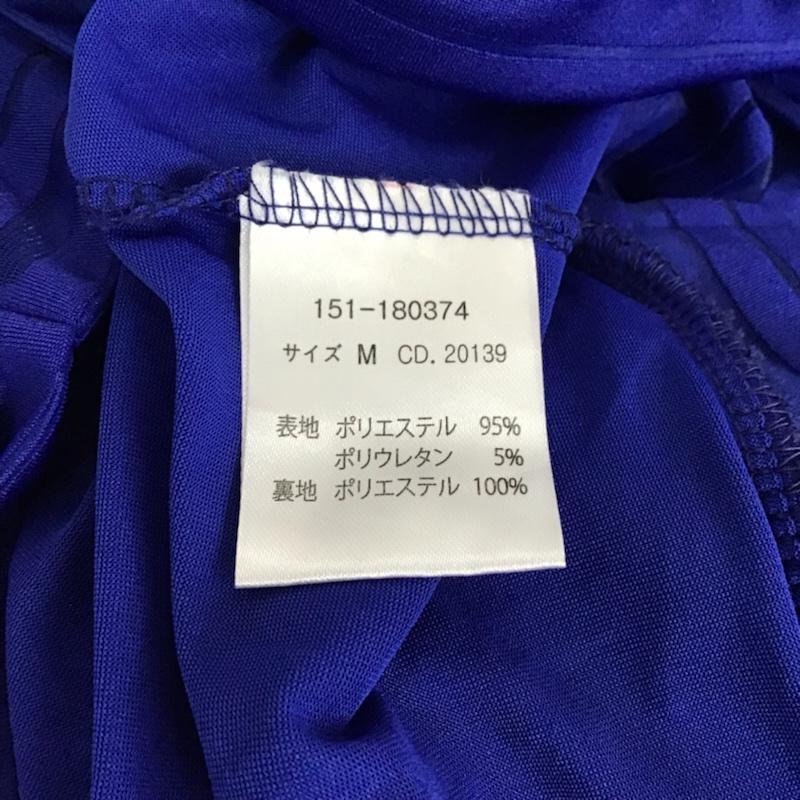 151-180374
サイズ M CD. 20139
表地 ポリエステル 95%
ポリウレタン 5%
裏地 ポリエステル 100%